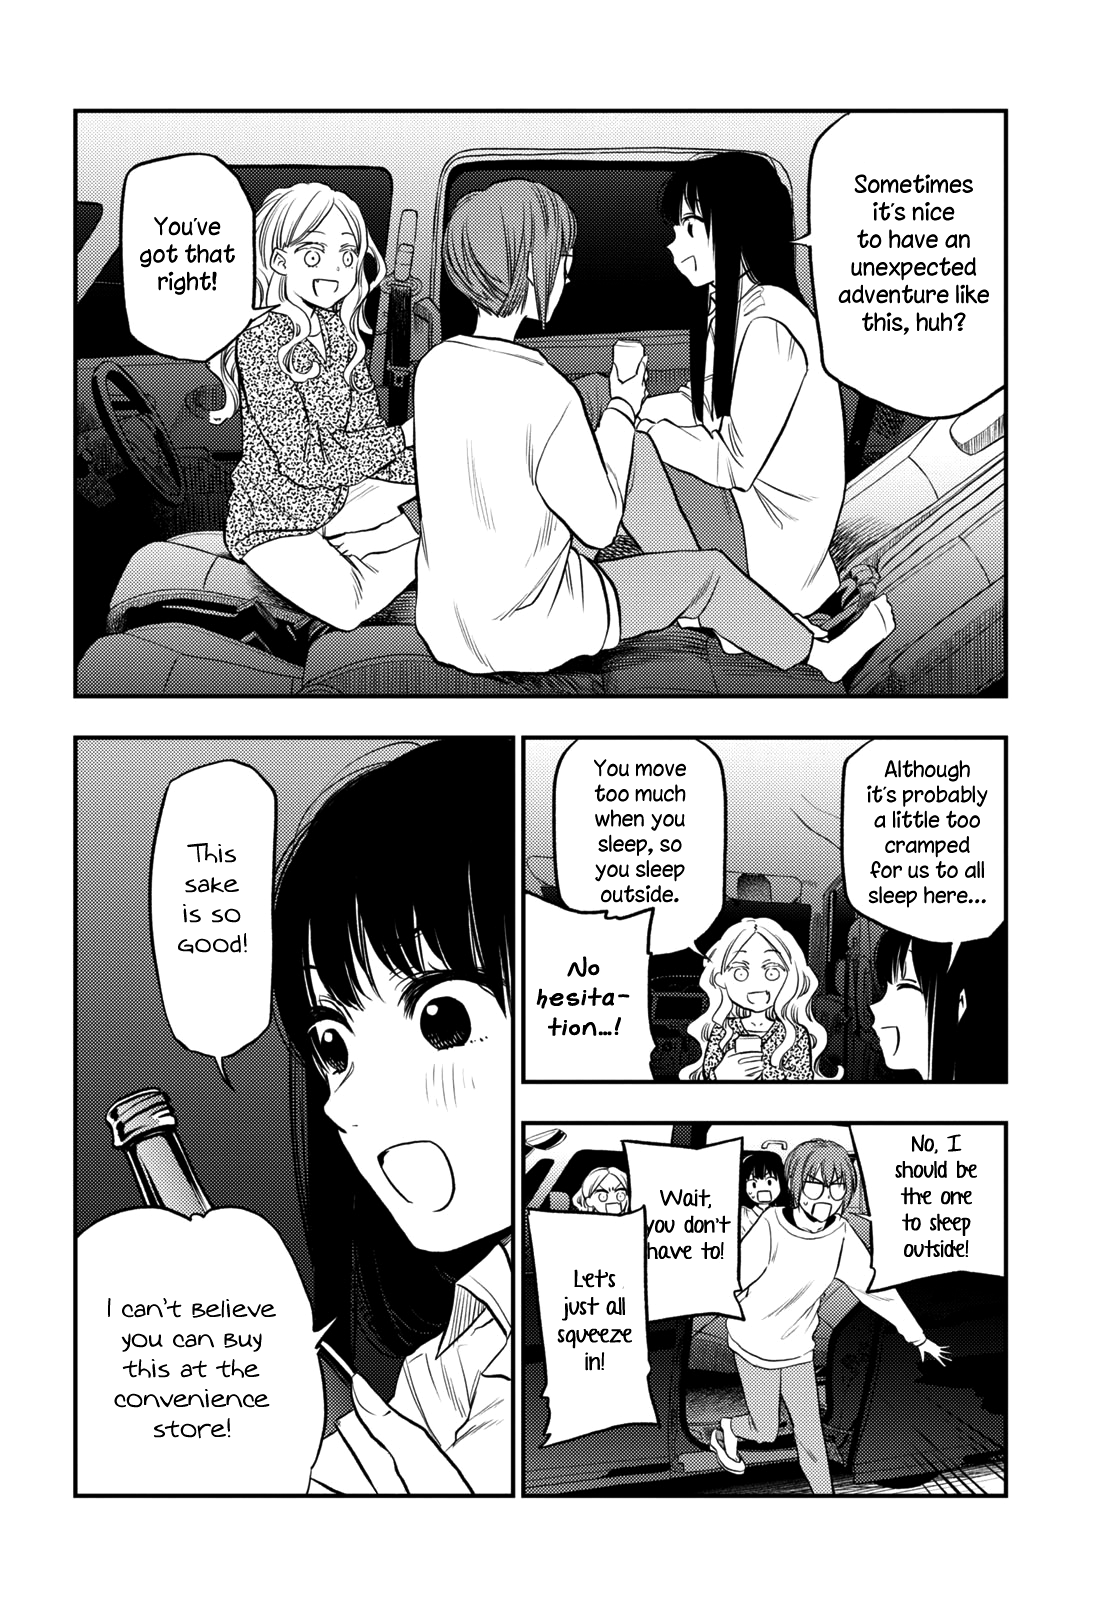 Sometimes
it's nice
to have an
unexpected
adventure like
this, huh?
You've
got that
right!
Although
it's probably
a little too
cramped
for us to all
sleep here...
You move
too much
when you
sleep, so
you sleep
outside.
No
hesita-
tion...!
No, I
should be
the one
to sleep
outside!
Wait,
you don't
have to!
Let's
just all
squeeze
in!
This
sake
is so
good!
I can't believe
you can buy
this at the
convenience
store!